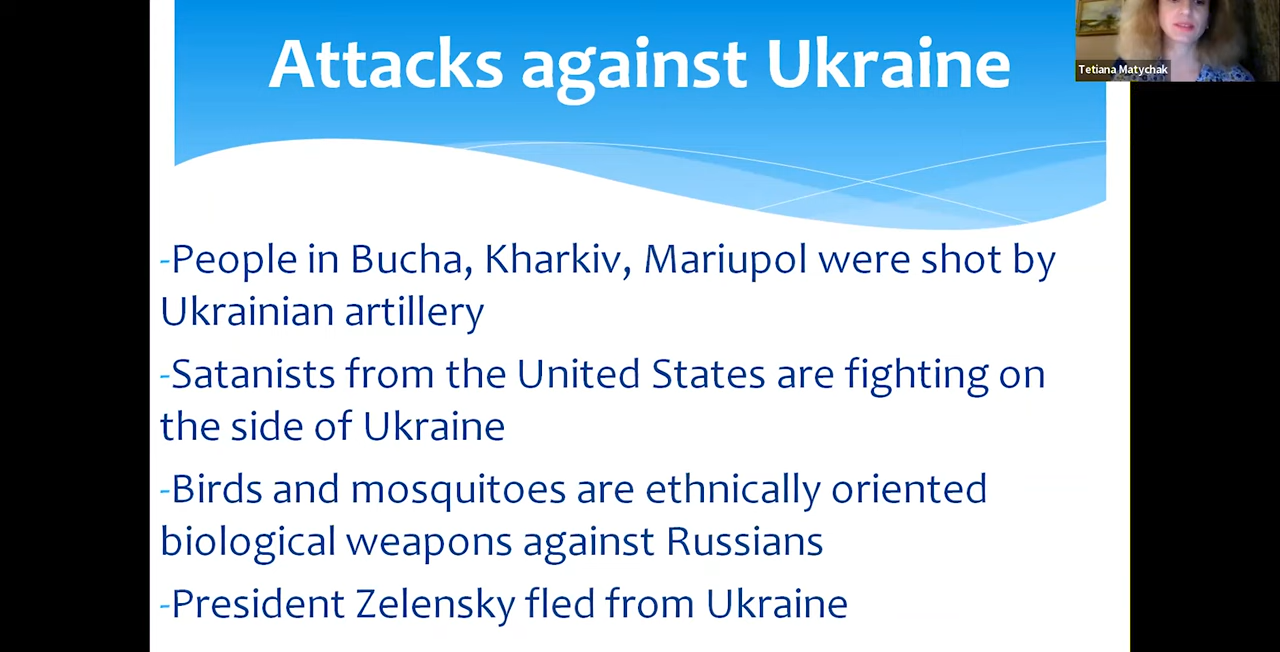 Attacks against Ukraine
Tetiana Matychak
-People in Bucha, Kharkiv, Mariupol were shot by
Ukrainian artillery
-Satanists from the United States are fighting on
the side of Ukraine
-Birds and mosquitoes are ethnically oriented
biological weapons against Russians
-President Zelensky fled from Ukraine